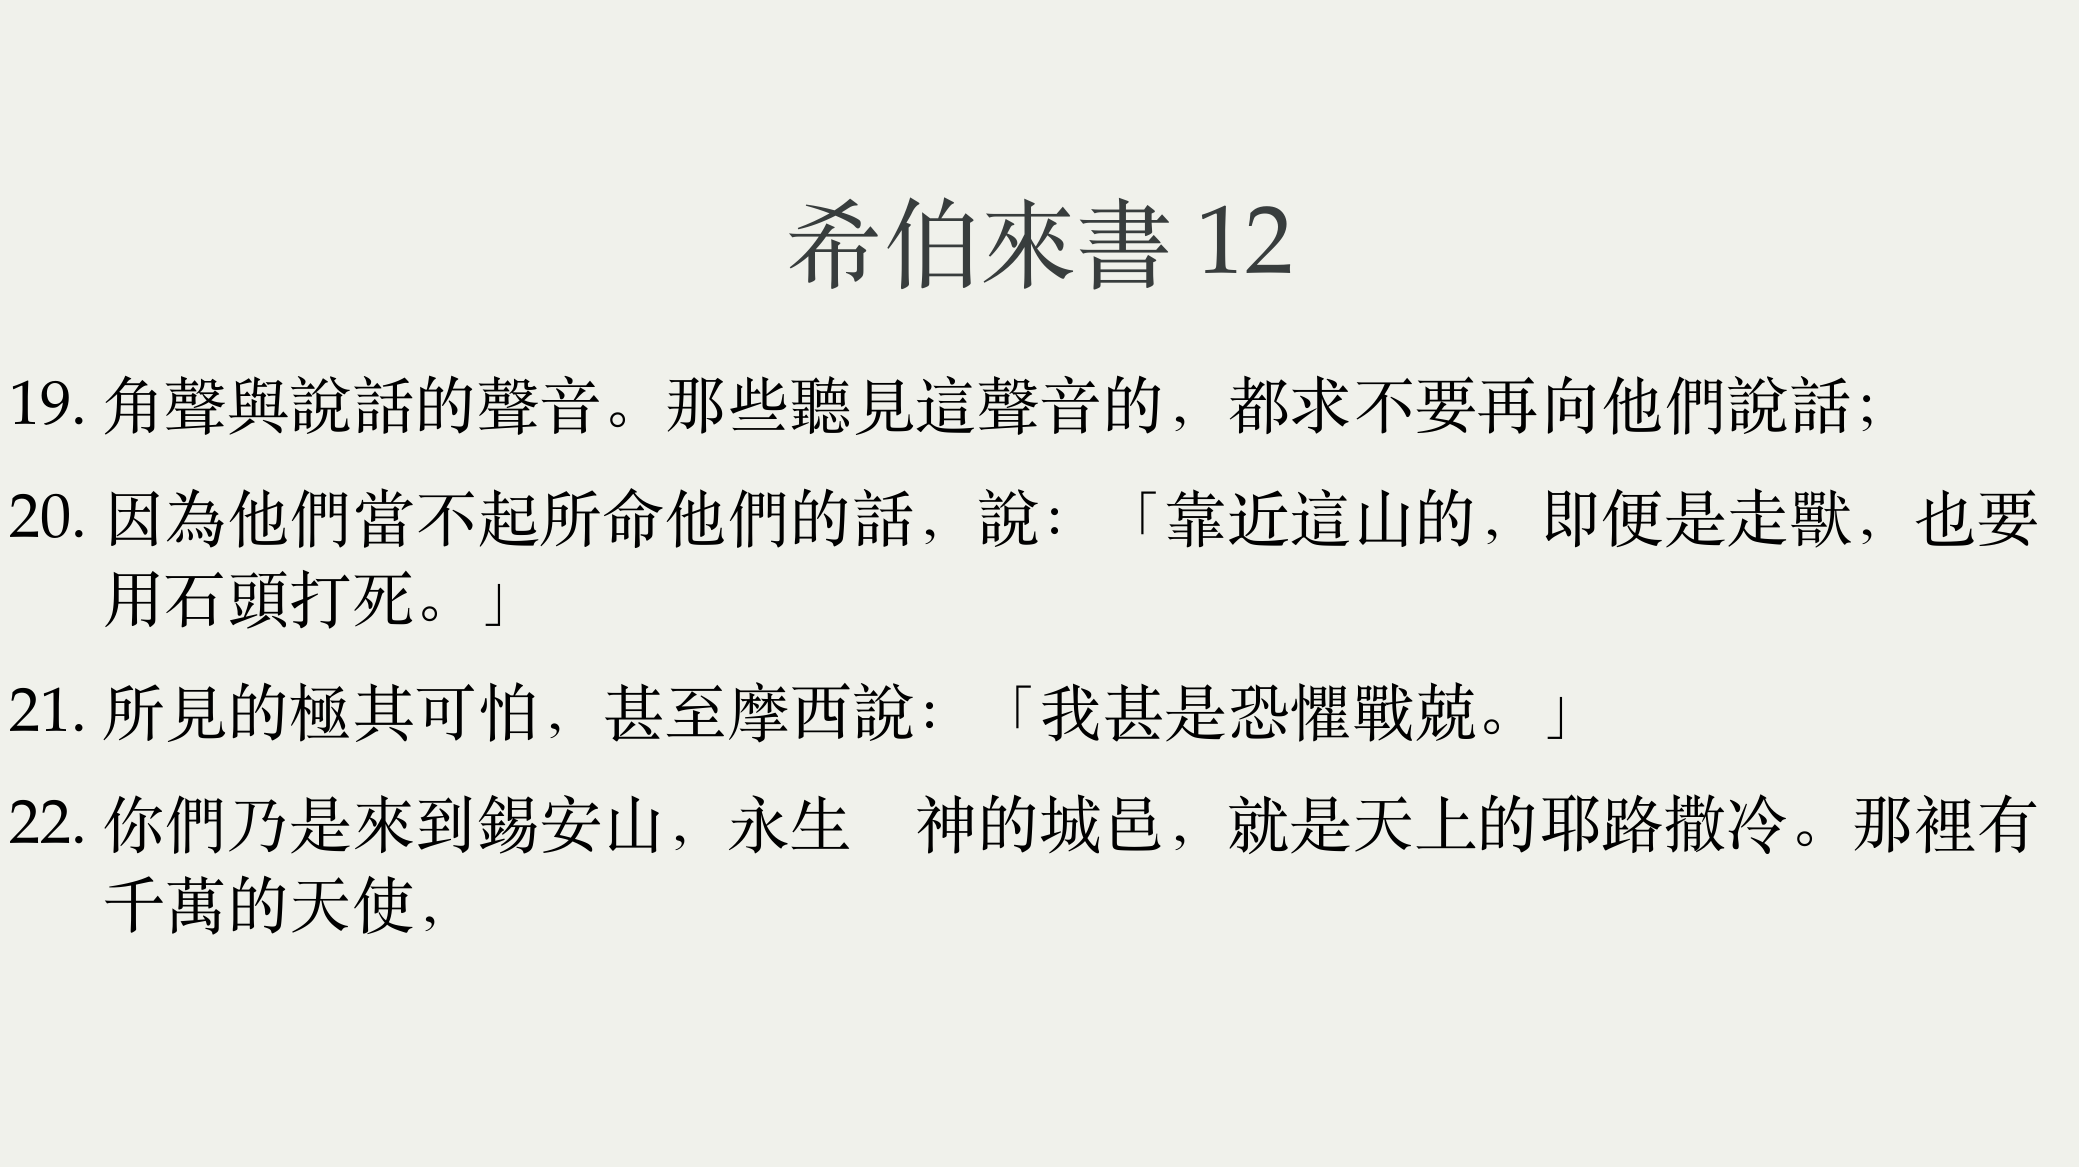 希伯來書 12
19. 角聲與說話的聲音。那些聽見這聲音的，都求不要再向他們說話；
20. 因為他們當不起所命他們的話，說：「靠近這山的，即便是走獸，也要
用石頭打死。」
21. 所見的極其可怕，甚至摩西說：「我甚是恐懼戰兢。」
22. 你們乃是來到錫安山，永生　神的城邑，就是天上的耶路撒冷。那裡有
千萬的天使，